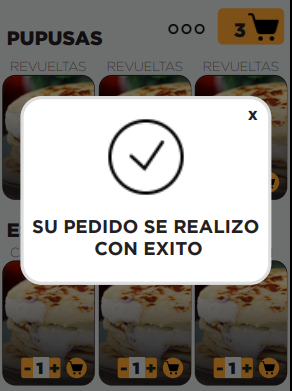 PUPUSAS
3
REVUELTAS REVUELTAS REVUELTAS
x
SU PEDIDO SE REALIZO
CON EXITO
E
-1+ -1+ -1+